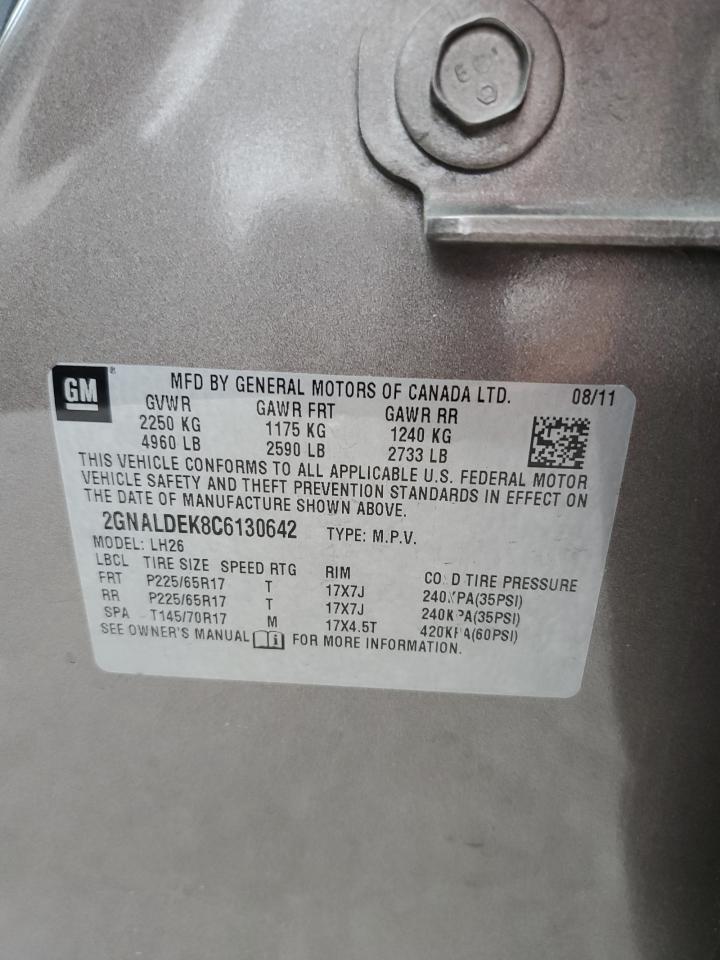 GM
MFD BY GENERAL MOTORS OF CANADA LTD. 08/11
GVWR GAWR FRT GAWR RR
2250 KG 1175 KG 1240 KG
4960 LB 2590 LB 2733 LB
THIS VEHICLE CONFORMS TO ALL APPLICABLE U.S. FEDERAL MOTOR
VEHICLE SAFETY AND THEFT PREVENTION STANDARDS IN EFFECT ON
THE DATE OF MANUFACTURE SHOWN ABOVE.
2GNALDEK8C6130642 TYPE: M.P.V.
MODEL: LH26
LBCL TIRE SIZE SPEED RTG RIM CO D TIRE PRESSURE
FRT P225/65R17 T 17X7J 240 PA(35PSI)
RR P225/65R17 T 17X7J 240KPA(35PSI)
SPA T145/70R17 M 17X4.5T 420KPA(60PSI)
SEE OWNER'S MANUAL FOR MORE INFORMATION.